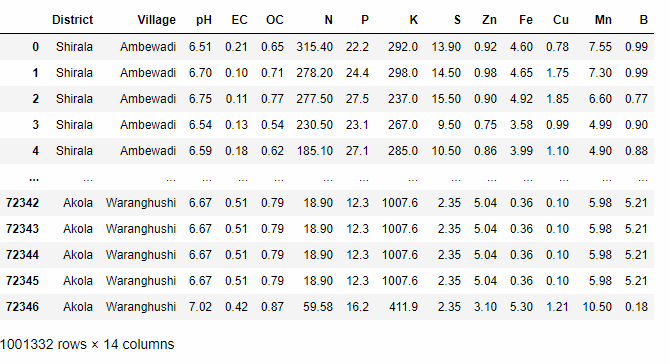 District Village pH EC OC N P K S Zn Fe Cu Mn B
0 Shirala Ambewadi 6.51 0.21 0.65 315.40 22.2 292.0 13.90 0.92 4.60 0.78 7.55 0.99
1 Shirala Ambewadi 6.70 0.10 0.71 278.20 24.4 298.0 14.50 0.98 4.65 1.75 7.30 0.99
2 Shirala Ambewadi 6.75 0.11 0.77 277.50 27.5 237.0 15.50 0.90 4.92 1.85 6.60 0.77
3 Shirala Ambewadi 6.54 0.13 0.54 230.50 23.1 267.0 9.50 0.75 3.58 0.99 4.99 0.90
4 Shirala Ambewadi 6.59 0.18 0.62 185.10 27.1 285.0 10.50 0.86 3.99 1.10 4.90 0.88
... ... ... ... ... ... ... ... ... ... ... ... ... ... ...
72342 Akola Waranghushi 6.67 0.51 0.79 18.90 12.3 1007.6 2.35 5.04 0.36 0.10 5.98 5.21
72343 Akola Waranghushi 6.67 0.51 0.79 18.90 12.3 1007.6 2.35 5.04 0.36 0.10 5.98 5.21
72344 Akola Waranghushi 6.67 0.51 0.79 18.90 12.3 1007.6 2.35 5.04 0.36 0.10 5.98 5.21
72345 Akola Waranghushi 6.67 0.51 0.79 18.90 12.3 1007.6 2.35 5.04 0.36 0.10 5.98 5.21
72346 Akola Waranghushi 7.02 0.42 0.87 59.58 16.2 411.9 2.35 3.10 5.30 1.21 10.50 0.18
1001332 rows × 14 columns